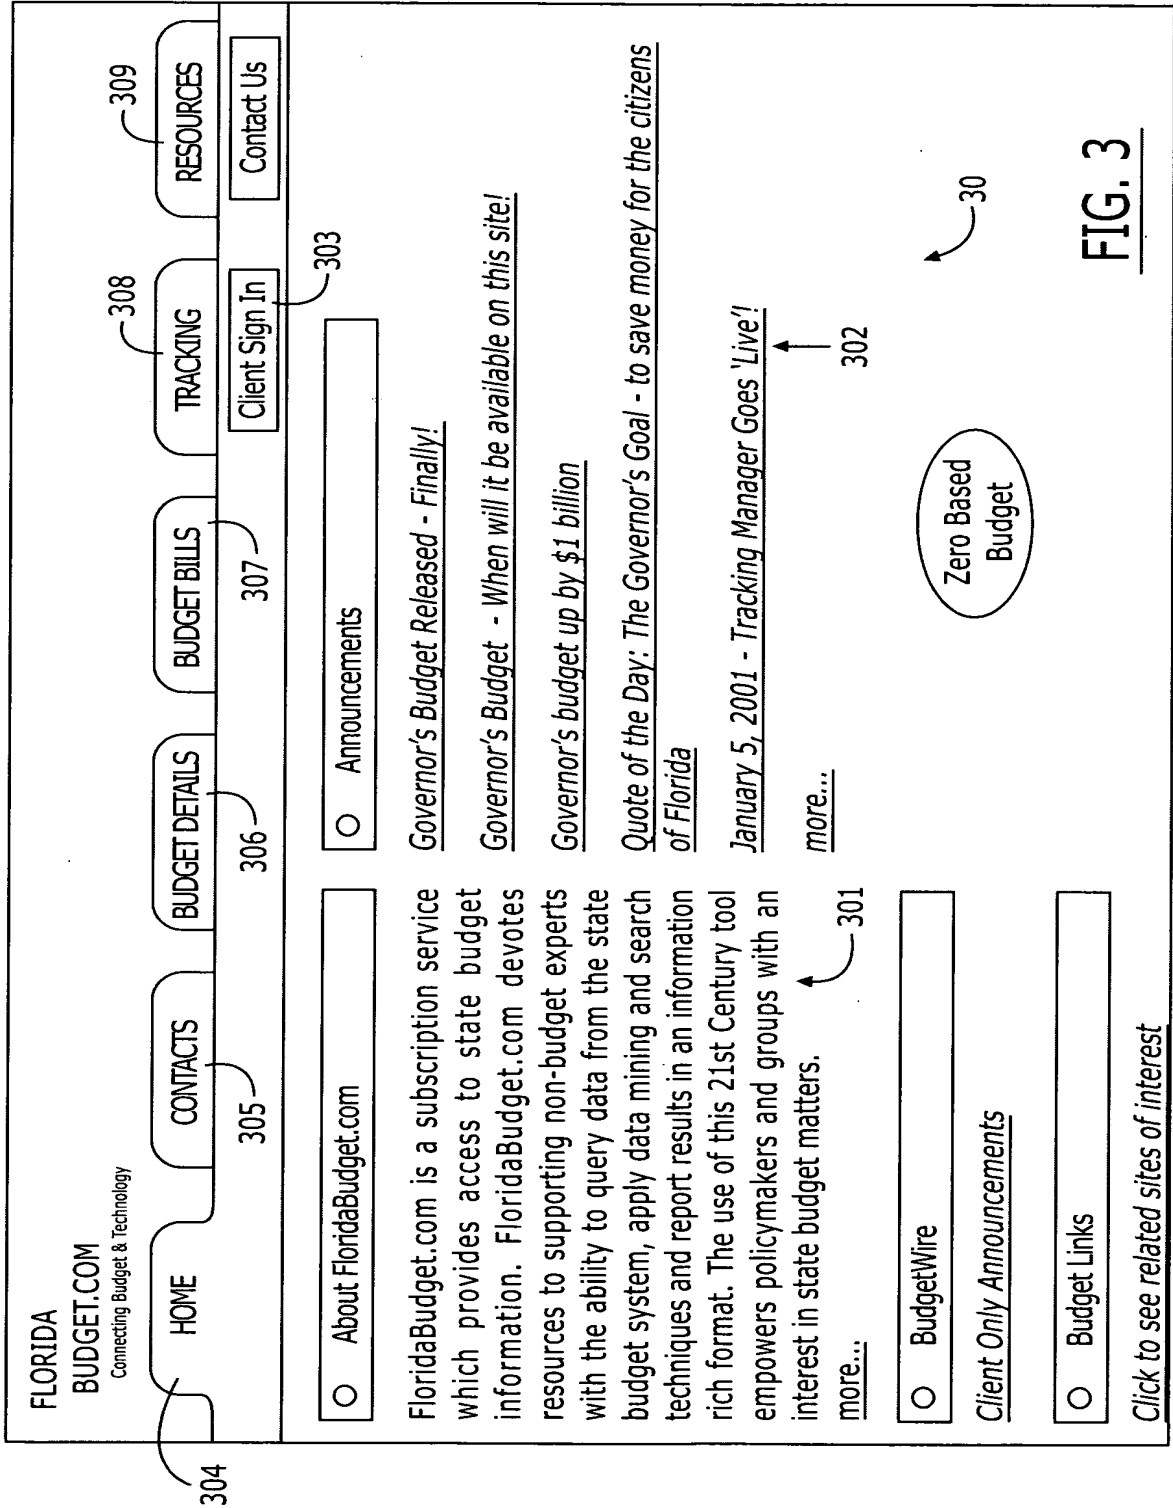 FLORIDA
BUDGET.COM
Connecting Budget & Technology
304
HOME
CONTACTS
305
BUDGET DETAILS
306
BUDGET BILLS
307
TRACKING
308
RESOURCES
309
Client Sign In
303
Contact Us
About FloridaBudget.com
FloridaBudget.com is a subscription service
which provides access to state budget
information. FloridaBudget.com devotes
resources to supporting non-budget experts
with the ability to query data from the state
budget system, apply data mining and search
techniques and report results in an information
rich format. The use of this 21st Century tool
empowers policymakers and groups with an
interest in state budget matters.
more...
301
BudgetWire
Client Only Announcements
Budget Links
Click to see related sites of interest
Announcements
Governor's Budget Released - Finally!
Governor's Budget - When will it be available on this site!
Governor's budget up by $1 billion
Quote of the Day: The Governor's Goal - to save money for the citizens
of Florida
January 5, 2001 - Tracking Manager Goes 'Live'!
more...
302
Zero Based
Budget
30
FIG. 3